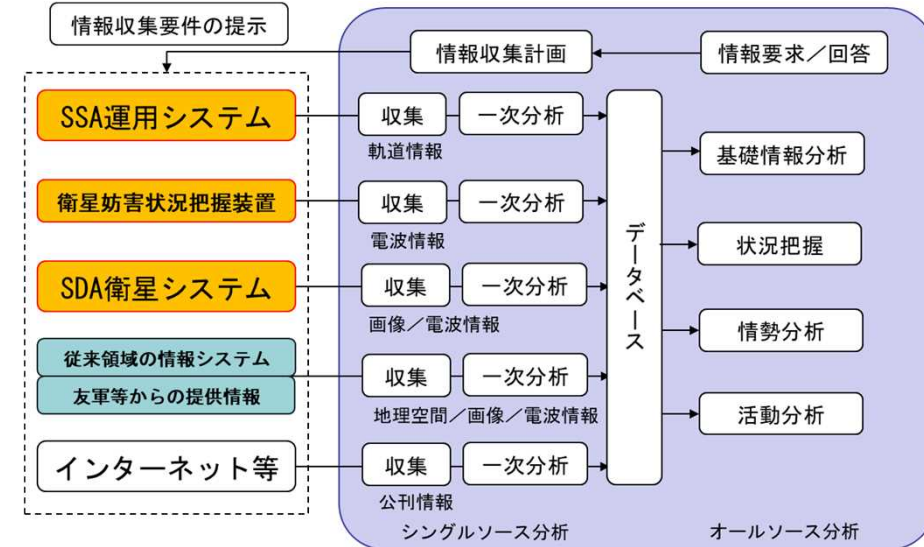 情報収集要件の提示
情報収集計画
情報要求／回答
SSA運用システム
収集
一次分析
軌道情報
衛星妨害状況把握装置
収集
一次分析
電波情報
SDA衛星システム
収集
一次分析
画像／電波情報
従来領域の情報システム
友軍等からの提供情報
収集
一次分析
地理空間／画像／電波情報
インターネット等
収集
一次分析
公刊情報
データベース
基礎情報分析
状況把握
情勢分析
活動分析
シングルソース分析
オールソース分析